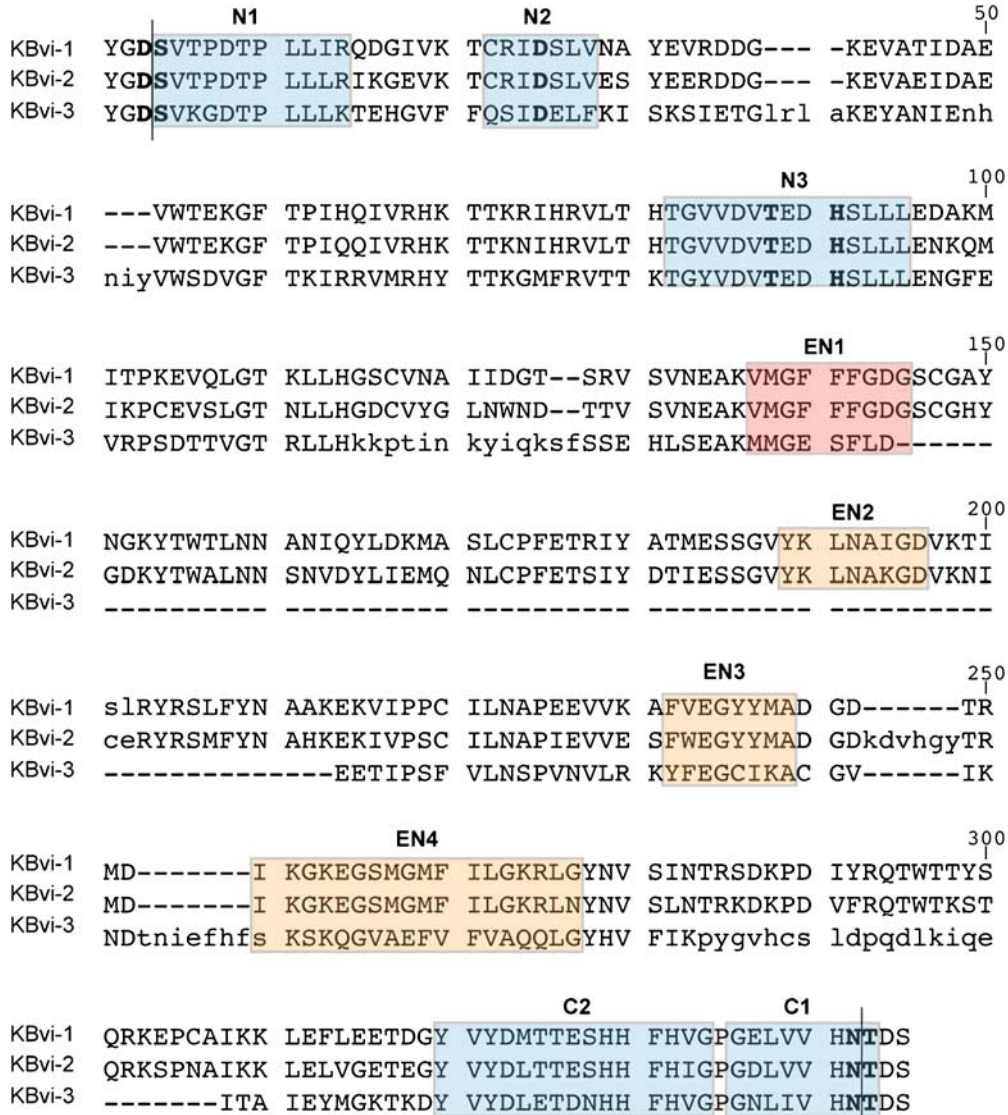 N1 N2 50
KBvi-1 YGDSVTPDTP LLLIRQDGIVK TCRIDSLVNA YEVRDDG--- -KEVATIDAE
KBvi-2 YGDSVTPDTP LLLRIKGEVK TCRIDSLVES YEERDDG--- -KEVAEIDAE
KBvi-3 YGDSVKGDTP LLLKTEHGVF FQSIDELFKI SKSIETGlrl aKEYANIEnh
N3 100
KBvi-1 ---VWTEKGF TPIHQIVRHK TTKRIHRVLT HTGVVDVTED HSLLLEDAKM
KBvi-2 ---VWTEKGF TPIQQIVRHK TTKNIHRVLT HTGVVDVTED HSLLLENKQM
KBvi-3 niyVWSDVGF TKIRRVMRHY TTKGMFRVTT KTGYVDVTED HSLLLENGFE
EN1 150
KBvi-1 ITPKEVQLGT KLLHGSCVNA IIDGT--SRV SVNEAKVMGF FFGDGSCGAY
KBvi-2 IKPCEVSLGT NLLHGDCVYG LNWND--TTV SVNEAKVMGF FFGDGSCGHY
KBvi-3 VRPSDTTVGT RLLHkkptin kyiqksfSSE HLSEAKMMGE SFLD------
EN2 200
KBvi-1 NGKYTWTLNN ANIQYLDKMA SLCPFETRIY ATMESSGVYK LNAIGDVKTI
KBvi-2 GDKYTWALNN SNVDYLIEMQ NLCPFETSIY DTIESSGVYK LNAKGDVKNI
KBvi-3 ---------- ---------- ---------- ---------- ----------
EN3 250
KBvi-1 slRYRSLFYN AAKEKVIPPC ILNAPEEVVK AFVEGYYMAD GD------TR
KBvi-2 ceRYRSMFYN AHKEKIVPSC ILNAPIEVVE SFWEGYYMAD GDkdvhgyTR
KBvi-3 ---------- ----EETIPSF VLNSPVNVLR KYFEGCIKAC GV------IK
EN4 300
KBvi-1 MD-------I KGKEGSMGMF ILGKRLGYNV SINTRSDKPD IYRQTWTTYS
KBvi-2 MD-------I KGKEGSMGMF ILGKRLNYNV SLNTRKDKPD VFRQTWTKST
KBvi-3 NDtniefhfs KSKQGVAEFV FVAQQLGYHV FIKpygvhcs ldpqdlkiqe
C2 C1
KBvi-1 QRKEPCAIKK LEFLEETDGY VYDMTTESHH FHVGPGELVV HNTDS
KBvi-2 QRKSPNAIKK LELVGETEGY VYDLTTESHH FHIGPGDLVV HNTDS
KBvi-3 -------ITA IEYMGKTKDY VYDLETDNHH FHVGPGNLIV HNTDS